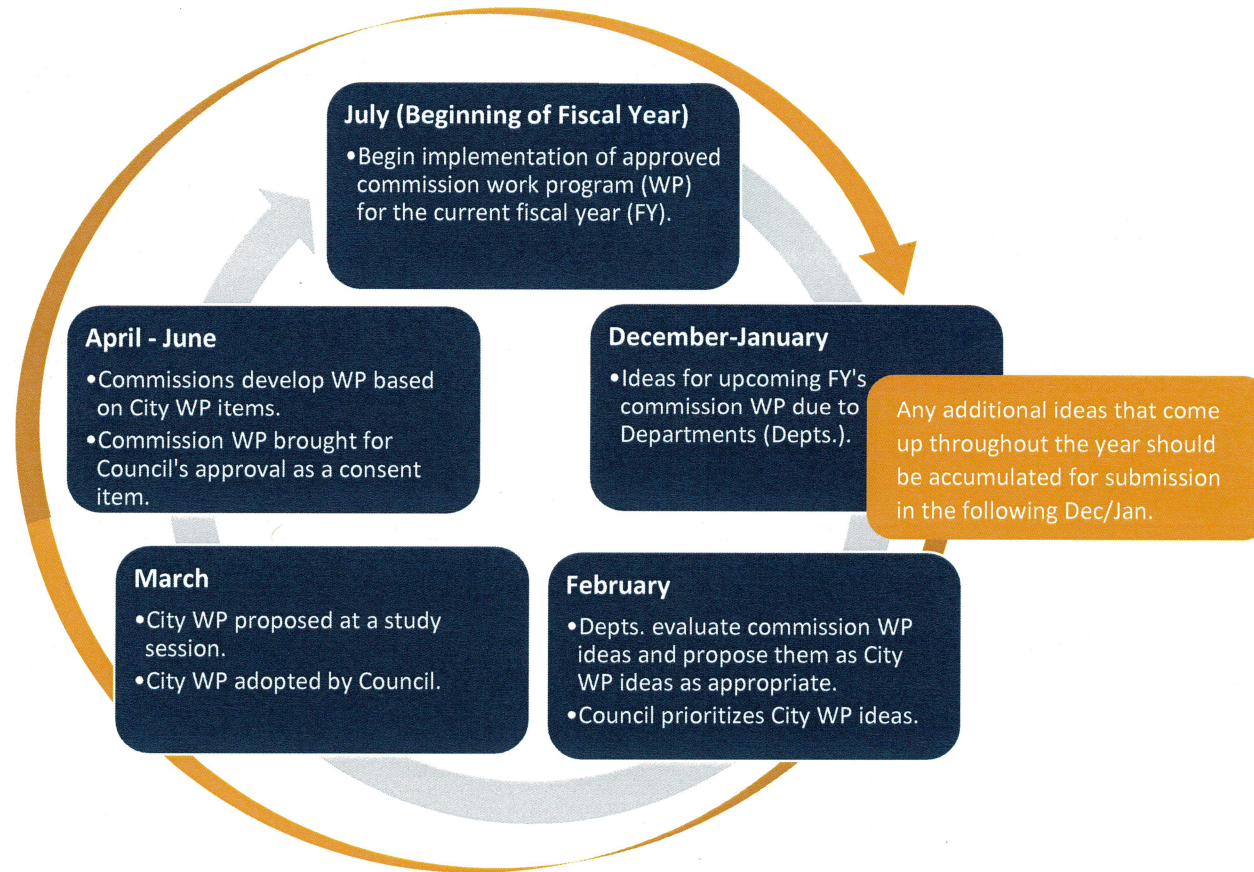 July (Beginning of Fiscal Year)
•Begin implementation of approved
commission work program (WP)
for the current fiscal year (FY).
December-January
•Ideas for upcoming FY's
commission WP due to
Departments (Depts.).
Any additional ideas that come
up throughout the year should
be accumulated for submission
in the following Dec/Jan.
February
•Depts. evaluate commission WP
ideas and propose them as City
WP ideas as appropriate.
•Council prioritizes City WP ideas.
March
•City WP proposed at a study
session.
•City WP adopted by Council.
April - June
•Commissions develop WP based
on City WP items.
•Commission WP brought for
Council's approval as a consent
item.